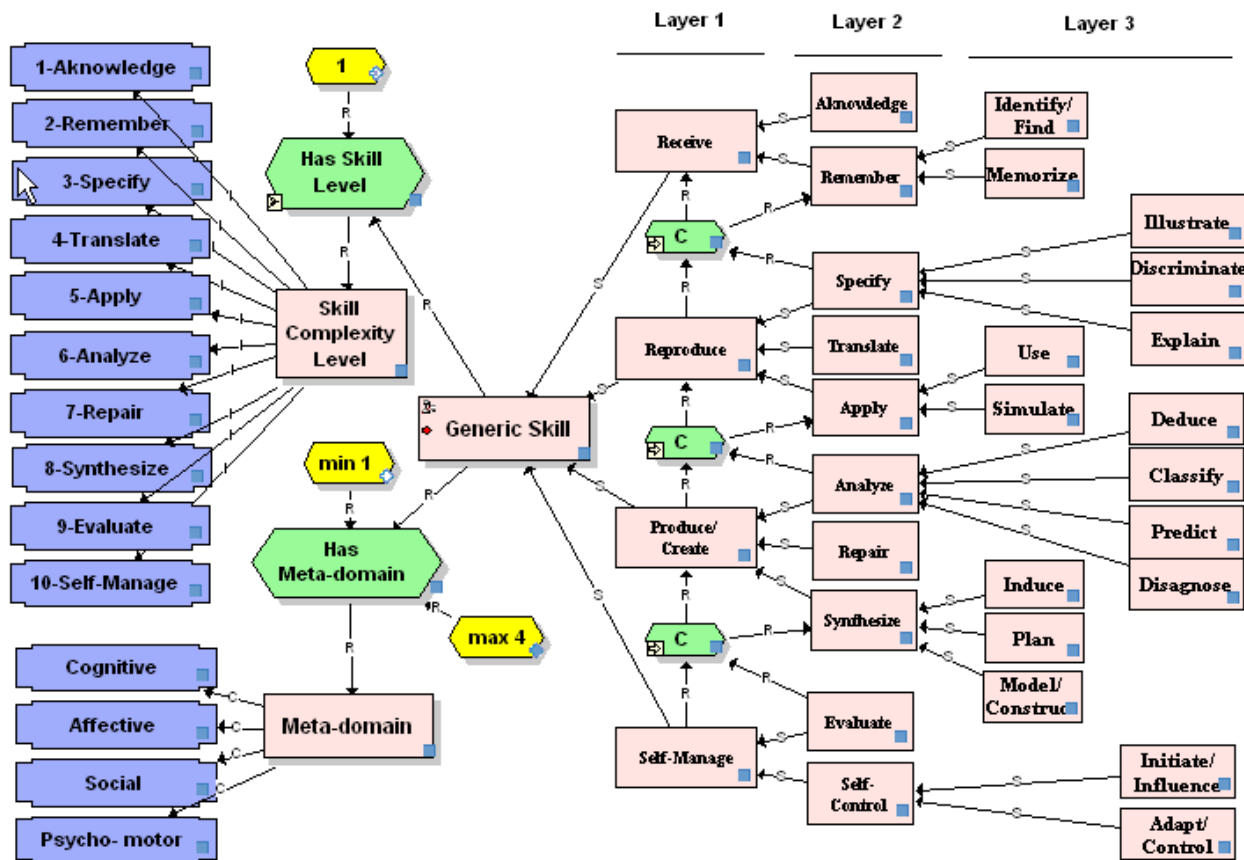 Layer 1
Layer 2
Layer 3
1-Aknowledge
2-Remember
3-Specify
4-Translate
5-Apply
6-Analyze
7-Repair
8-Synthesize
9-Evaluate
10-Self-Manage
Cognitive
Affective
Social
Psycho- motor
1
R
Has Skill
Level
R
Skill
Complexity
Level
I
I
I
I
I
I
I
I
I
I
R
Generic Skill
min 1
R
R
Has
Meta-domain
R
max 4
R
Meta-domain
C
C
C
C
S
S
S
S
Receive
R
C
R
Reproduce
R
C
R
Produce/
Create
R
C
R
Self-Manage
S
Aknowledge
S
Remember
R
R
S
Specify
S
Translate
S
Apply
R
R
S
Analyze
S
Repair
S
Synthesize
R
R
S
Evaluate
S
Self-
Control
S
Identify/
Find
S
Memorize
S
Illustrate
S
Discriminate
S
Explain
S
Use
S
Simulate
S
Deduce
S
Classify
S
Predict
S
Disagnose
S
Induce
S
Plan
S
Model/
Construc
S
Initiate/
Influence
S
Adapt/
Control